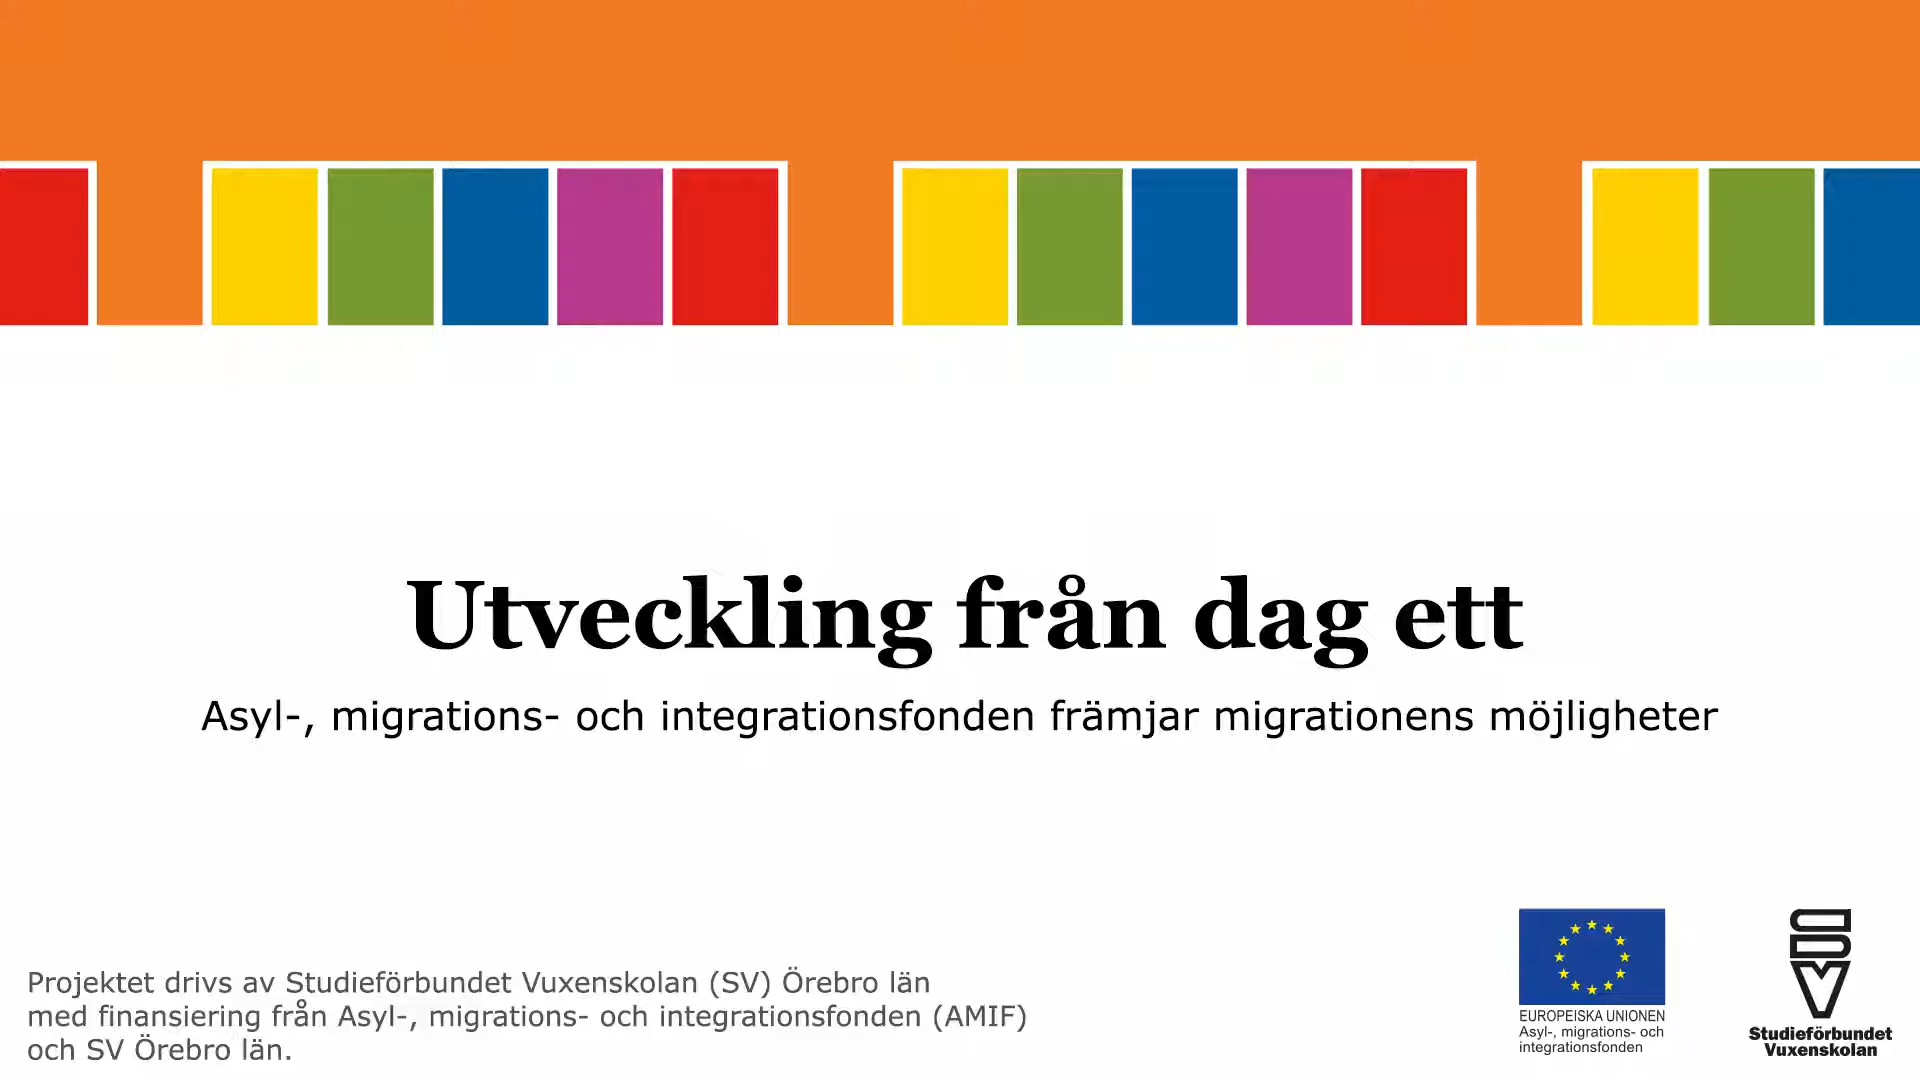 Utveckling från dag ett
Asyl-, migrations- och integrationsfonden främjar migrationens möjligheter
Projektet drivs av Studieförbundet Vuxenskolan (SV) Örebro län
med finansiering från Asyl-, migrations- och integrationsfonden (AMIF)
och SV Örebro län.
EUROPEISKA UNIONEN
Asyl-, migrations- och
integrationsfonden
Studieförbundet
Vuxenskolan